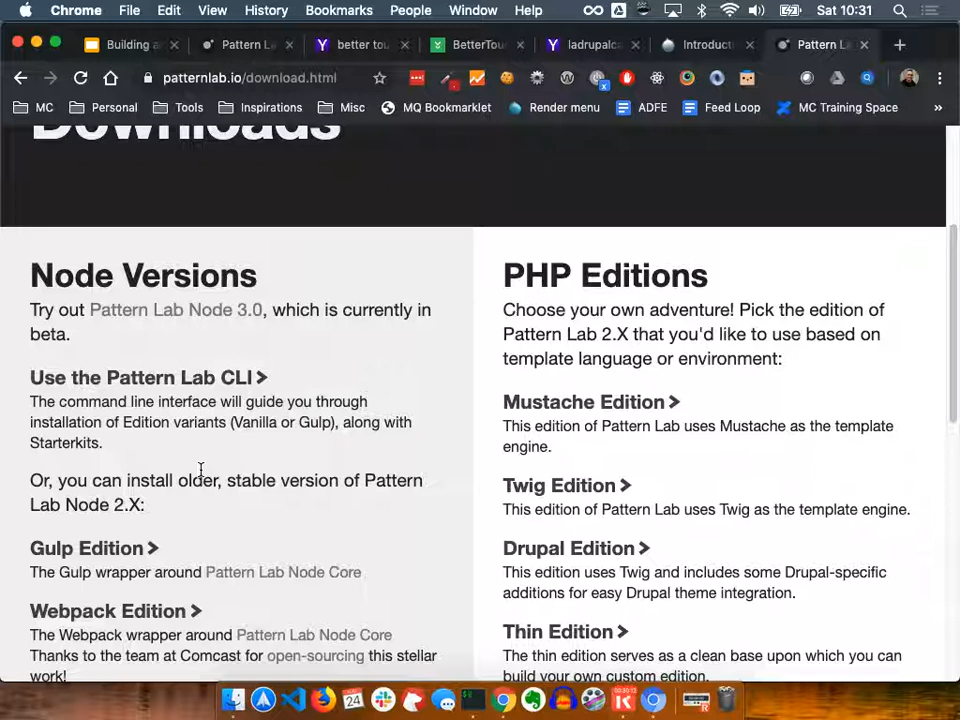 Chrome File Edit View History Bookmarks People Window Help Sat 10:31
Building a Pattern La better tou BetterTouc ladrupalca Introducti Pattern La
patternlab.io/download.html
MC Personal Tools Inspirations Misc MQ Bookmarklet Render menu ADFE Feed Loop MC Training Space »
Downloads
Node Versions
Try out Pattern Lab Node 3.0, which is currently in
beta.
Use the Pattern Lab CLI >
The command line interface will guide you through
installation of Edition variants (Vanilla or Gulp), along with
Starterkits.
Or, you can install older, stable version of Pattern
Lab Node 2.X:
Gulp Edition >
The Gulp wrapper around Pattern Lab Node Core
Webpack Edition >
The Webpack wrapper around Pattern Lab Node Core
Thanks to the team at Comcast for open-sourcing this stellar
work!
PHP Editions
Choose your own adventure! Pick the edition of
Pattern Lab 2.X that you'd like to use based on
template language or environment:
Mustache Edition >
This edition of Pattern Lab uses Mustache as the template
engine.
Twig Edition >
This edition of Pattern Lab uses Twig as the template engine.
Drupal Edition >
This edition uses Twig and includes some Drupal-specific
additions for easy Drupal theme integration.
Thin Edition >
The thin edition serves as a clean base upon which you can
build your own custom edition.